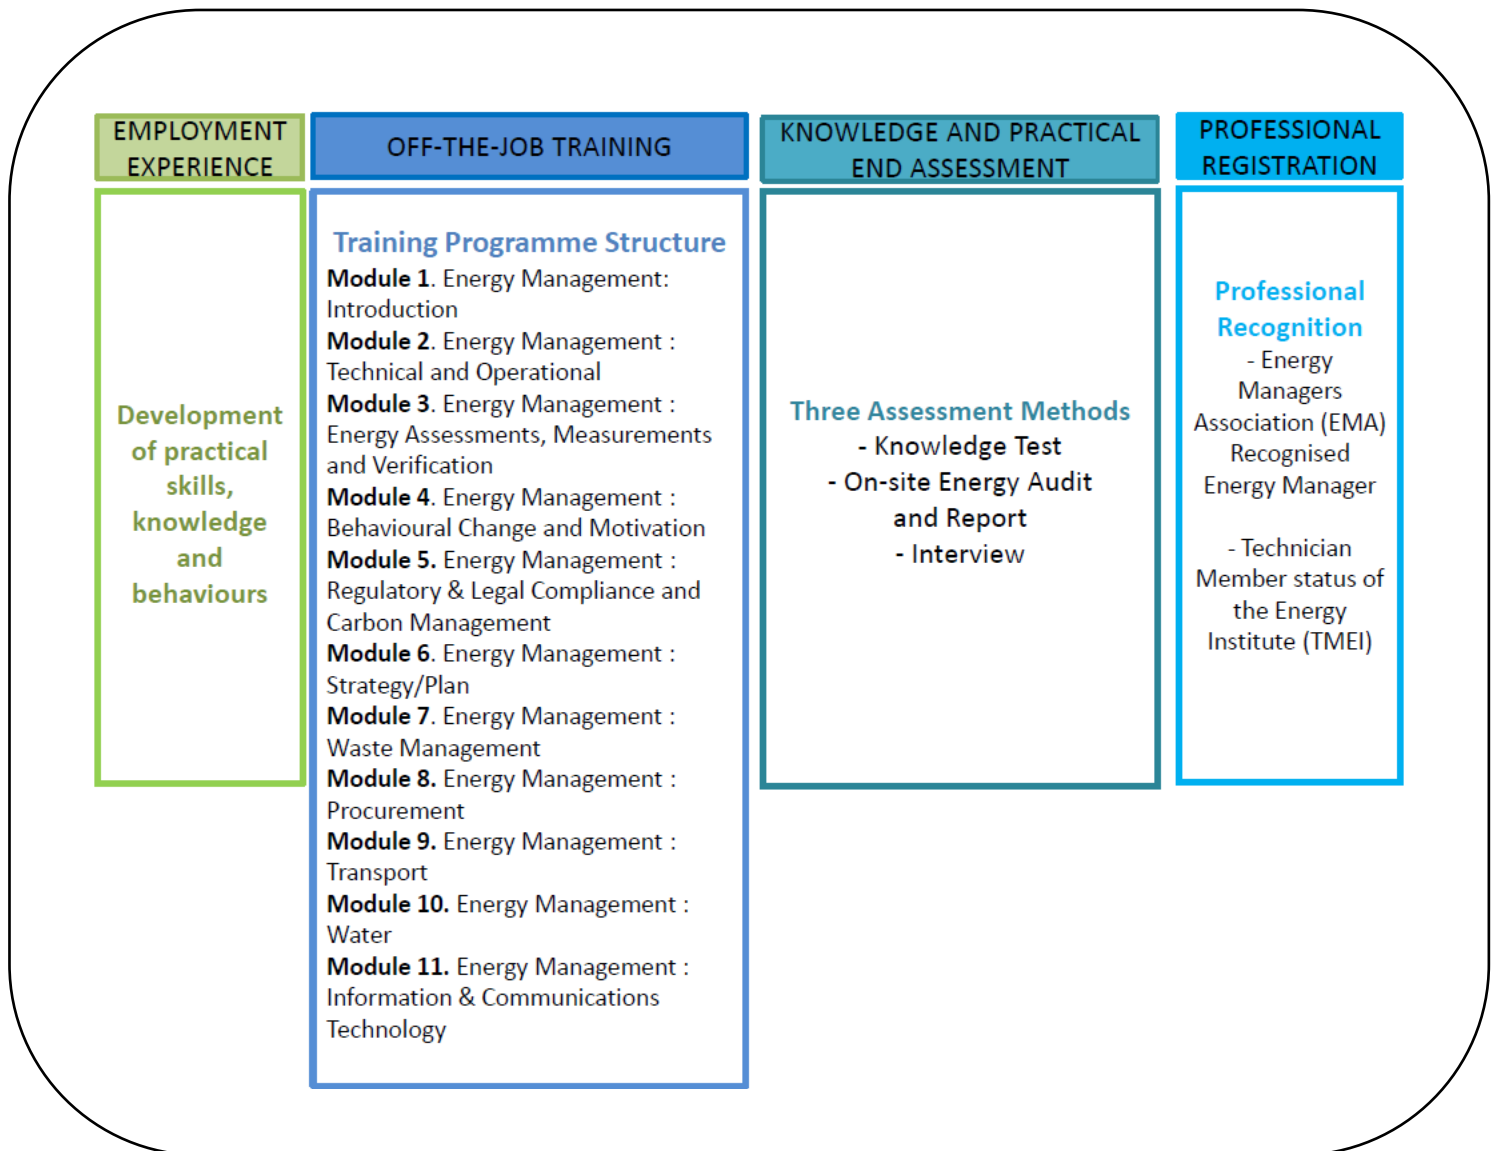 EMPLOYMENT
EXPERIENCE
Development
of practical
skills,
knowledge
and
behaviours
OFF-THE-JOB TRAINING
Training Programme Structure
Module 1. Energy Management:
Introduction
Module 2. Energy Management :
Technical and Operational
Module 3. Energy Management :
Energy Assessments, Measurements
and Verification
Module 4. Energy Management :
Behavioural Change and Motivation
Module 5. Energy Management :
Regulatory & Legal Compliance and
Carbon Management
Module 6. Energy Management :
Strategy/Plan
Module 7. Energy Management :
Waste Management
Module 8. Energy Management :
Procurement
Module 9. Energy Management :
Transport
Module 10. Energy Management :
Water
Module 11. Energy Management :
Information & Communications
Technology
KNOWLEDGE AND PRACTICAL
END ASSESSMENT
Three Assessment Methods
- Knowledge Test
- On-site Energy Audit
and Report
- Interview
PROFESSIONAL
REGISTRATION
Professional
Recognition
- Energy
Managers
Association (EMA)
Recognised
Energy Manager
- Technician
Member status of
the Energy
Institute (TMEI)